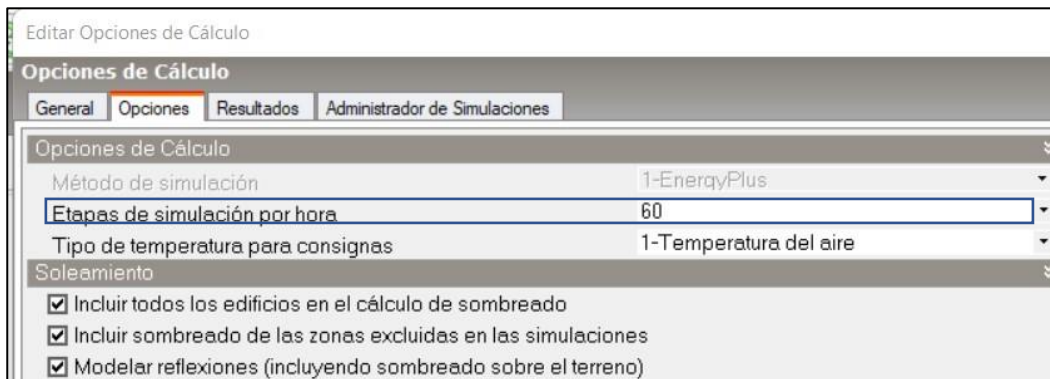 Editar Opciones de Cálculo
Opciones de Cálculo
General Opciones Resultados Administrador de Simulaciones
Opciones de Cálculo
Método de simulación 1-EnergyPlus
Etapas de simulación por hora 60
Tipo de temperatura para consignas 1-Temperatura del aire
Soleamiento
Incluir todos los edificios en el cálculo de sombreado
Incluir sombreado de las zonas excluidas en las simulaciones
Modelar reflexiones (incluyendo sombreado sobre el terreno)